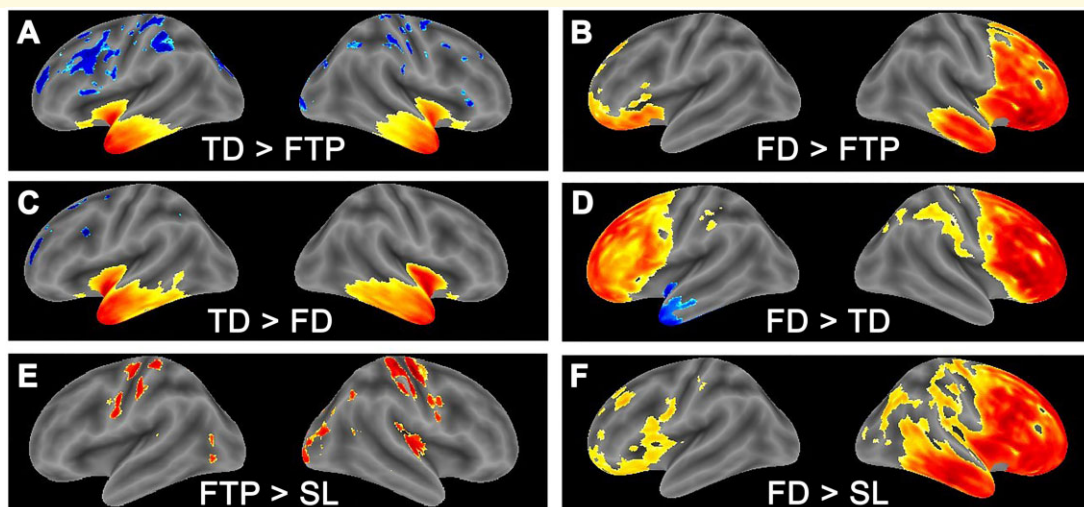 A
TD > FTP
B
FD > FTP
C
TD > FD
D
FD > TD
E
FTP > SL
F
FD > SL